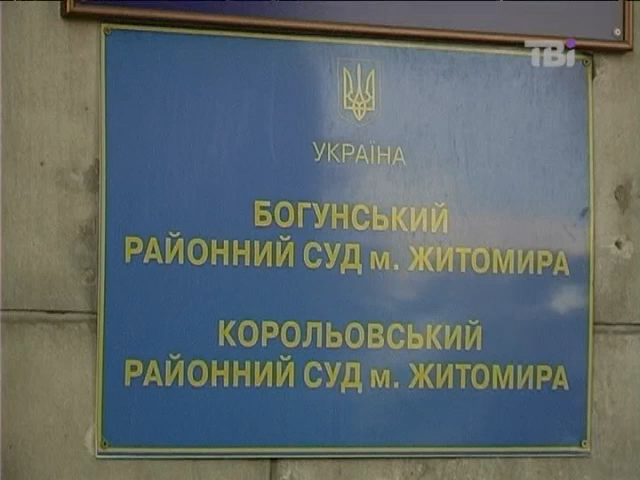 ТВі
УКРАЇНА
БОГУНСЬКИЙ
РАЙОННИЙ СУД м. ЖИТОМИРА
КОРОЛЬОВСЬКИЙ
РАЙОННИЙ СУД м. ЖИТОМИРА